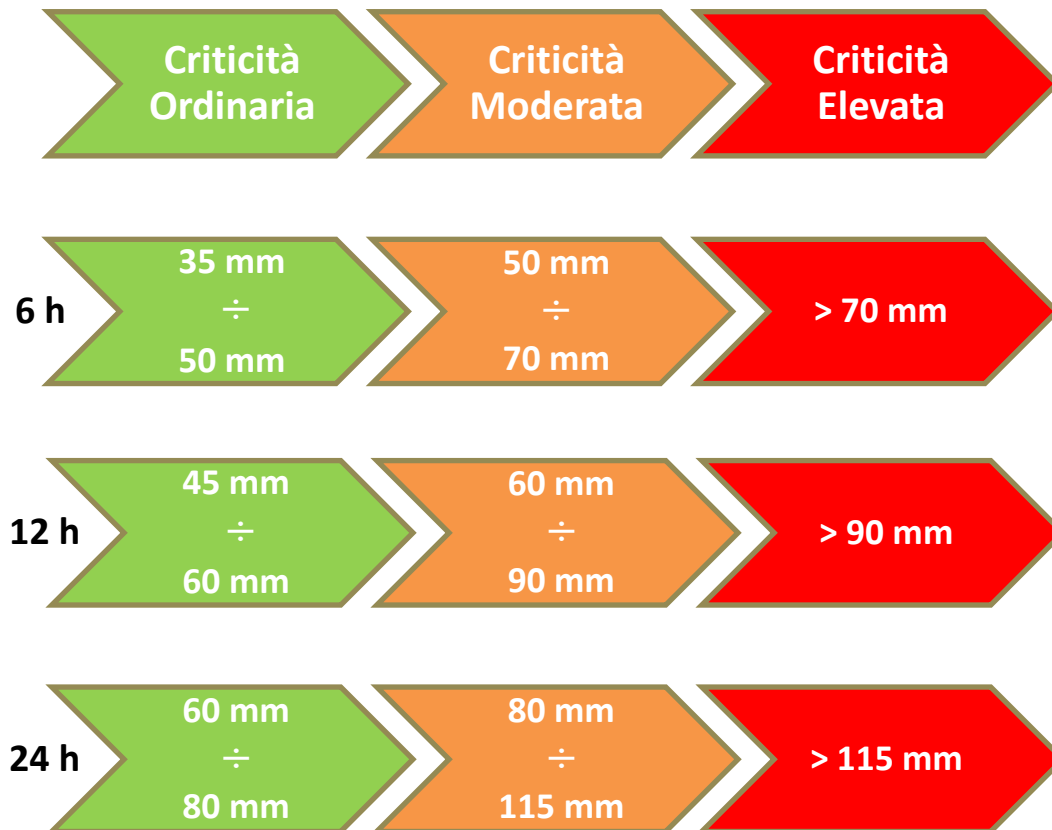 Criticità
Ordinaria
Criticità
Moderata
Criticità
Elevata
6 h
35 mm
÷
50 mm
50 mm
÷
70 mm
> 70 mm
12 h
45 mm
÷
60 mm
60 mm
÷
90 mm
> 90 mm
24 h
60 mm
÷
80 mm
80 mm
÷
115 mm
> 115 mm